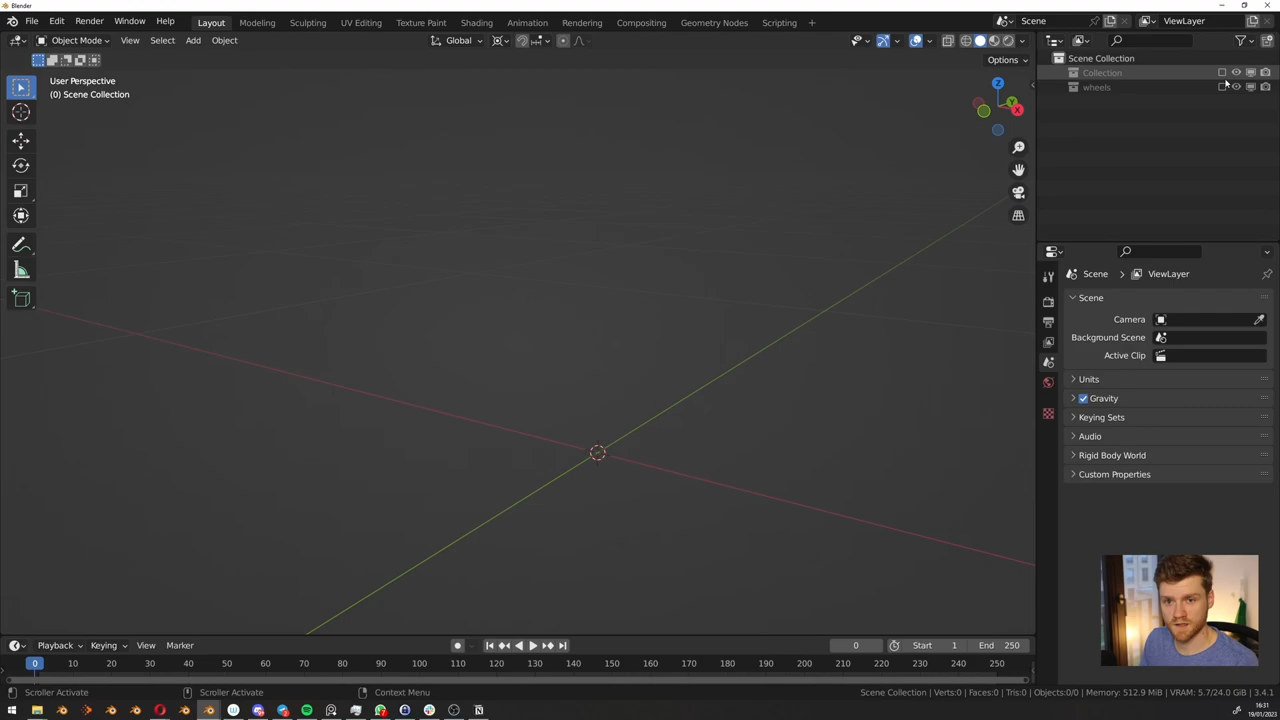 Blender
File Edit Render Window Help Layout Modeling Sculpting UV Editing Texture Paint Shading Animation Rendering Compositing Geometry Nodes Scripting + Scene ViewLayer
Object Mode View Select Add Object Global
Options
User Perspective
(0) Scene Collection
Z
Y
X
Scene Collection
Collection
wheels
Scene > ViewLayer
Scene
Camera
Background Scene
Active Clip
Units
Gravity
Keying Sets
Audio
Rigid Body World
Custom Properties
Playback Keying View Marker 0 Start 1 End 250
0 10 20 30 40 50 60 70 80 90 100 110 120 130 140 150 160 170 180 190 200 210 220 230 240 250
Scroller Activate Scroller Activate Context Menu Scene Collection | Verts:0 | Faces:0 | Tris:0 | Objects:0/0 | Memory: 512.9 MiB | VRAM: 5.7/24.0 GiB | 3.4.1
16:31
19/01/2023